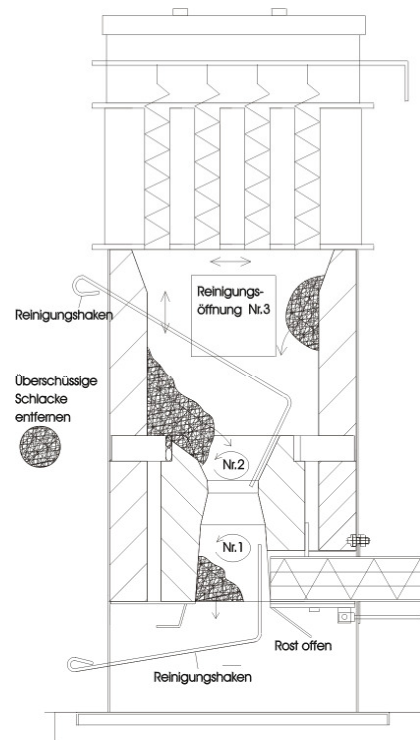 Reinigungs-
öffnung Nr.3
Reinigungshaken
Überschüssige
Schlacke
entfernen
Nr.2
Nr.1
Rost offen
Reinigungshaken